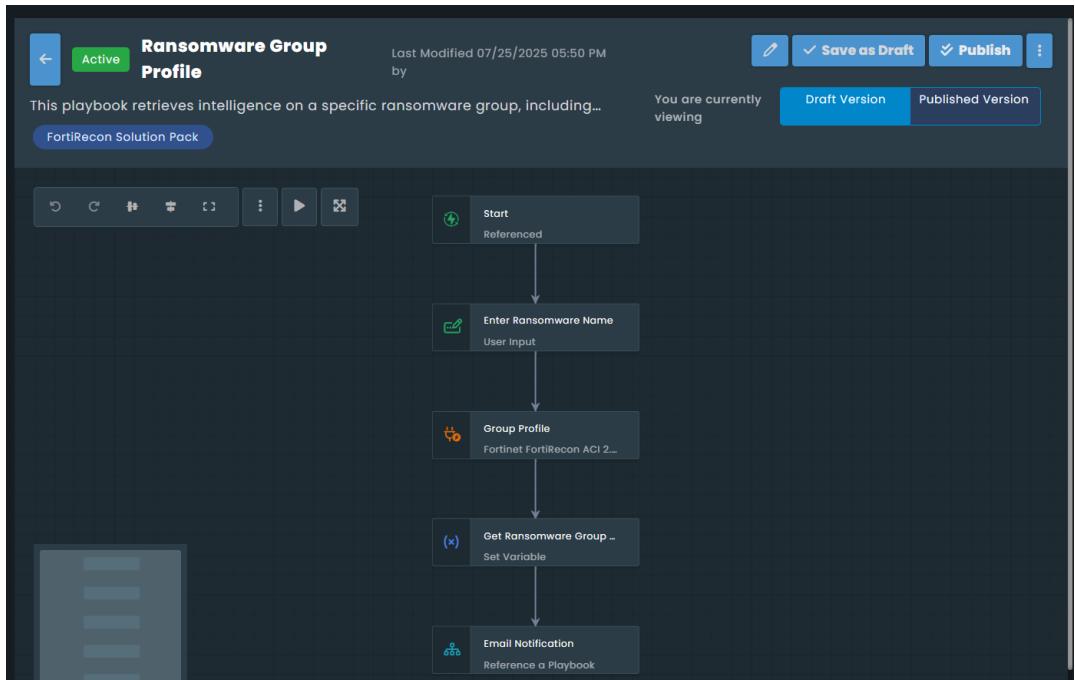 Active
Ransomware Group
Profile
Last Modified 07/25/2025 05:50 PM
by
Save as Draft
Publish
This playbook retrieves intelligence on a specific ransomware group, including...
You are currently
viewing
Draft Version
Published Version
FortiRecon Solution Pack
Start
Referenced
Enter Ransomware Name
User Input
Group Profile
Fortinet FortiRecon ACI 2....
(x)
Get Ransomware Group ...
Set Variable
Email Notification
Reference a Playbook